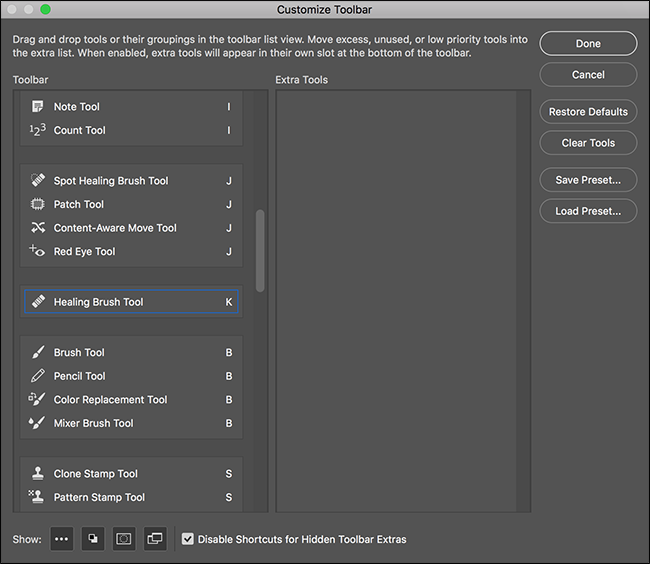 Customize Toolbar
Drag and drop tools or their groupings in the toolbar list view. Move excess, unused, or low priority tools into
the extra list. When enabled, extra tools will appear in their own slot at the bottom of the toolbar.
Done
Cancel
Restore Defaults
Clear Tools
Save Preset...
Load Preset...
Toolbar
Note Tool I
Count Tool I
Spot Healing Brush Tool J
Patch Tool J
Content-Aware Move Tool J
Red Eye Tool J
Healing Brush Tool K
Brush Tool B
Pencil Tool B
Color Replacement Tool B
Mixer Brush Tool B
Clone Stamp Tool S
Pattern Stamp Tool S
Extra Tools
Show:
Disable Shortcuts for Hidden Toolbar Extras